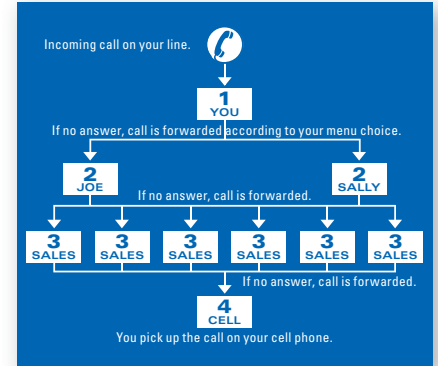 Incoming call on your line.
1
YOU
If no answer, call is forwarded according to your menu choice.
2
JOE
2
SALLY
If no answer, call is forwarded.
3
SALES
3
SALES
3
SALES
3
SALES
3
SALES
3
SALES
If no answer, call is forwarded.
4
CELL
You pick up the call on your cell phone.